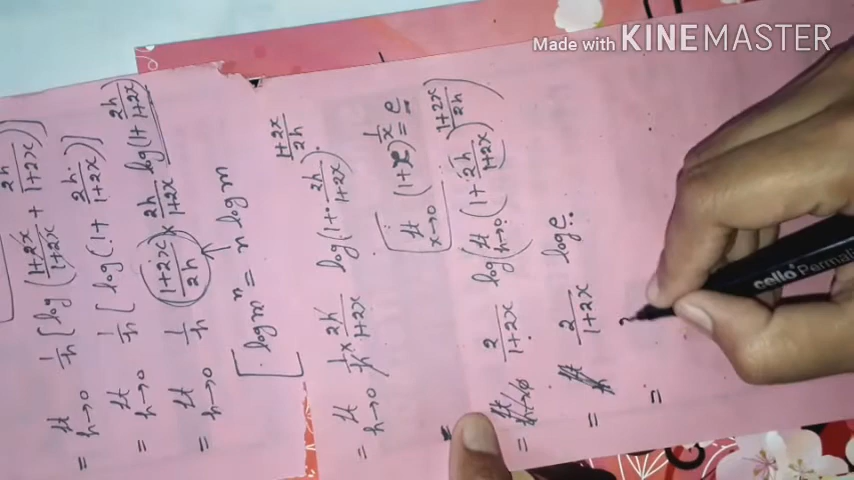 Made with KINEMASTER
= lt h→0 1/h [log (1+2x/1+2x + 2h/1+2x)]
= lt h→0 1/h [log (1 + 2h/1+2x)]
= lt h→0 1/h (1+2x/2h) × 2h/1+2x log (1 + 2h/1+2x)
[log mⁿ = n log m
= lt h→0 1/h × 2h/1+2x log (1 + 2h/1+2x)^(1+2x/2h)
lt x→0 (1+x)^(1/x) = e
= 2/1+2x log (lt h→0 (1 + 2h/1+2x)^(1+2x/2h))
= 2/1+2x log e
=
cello Perma